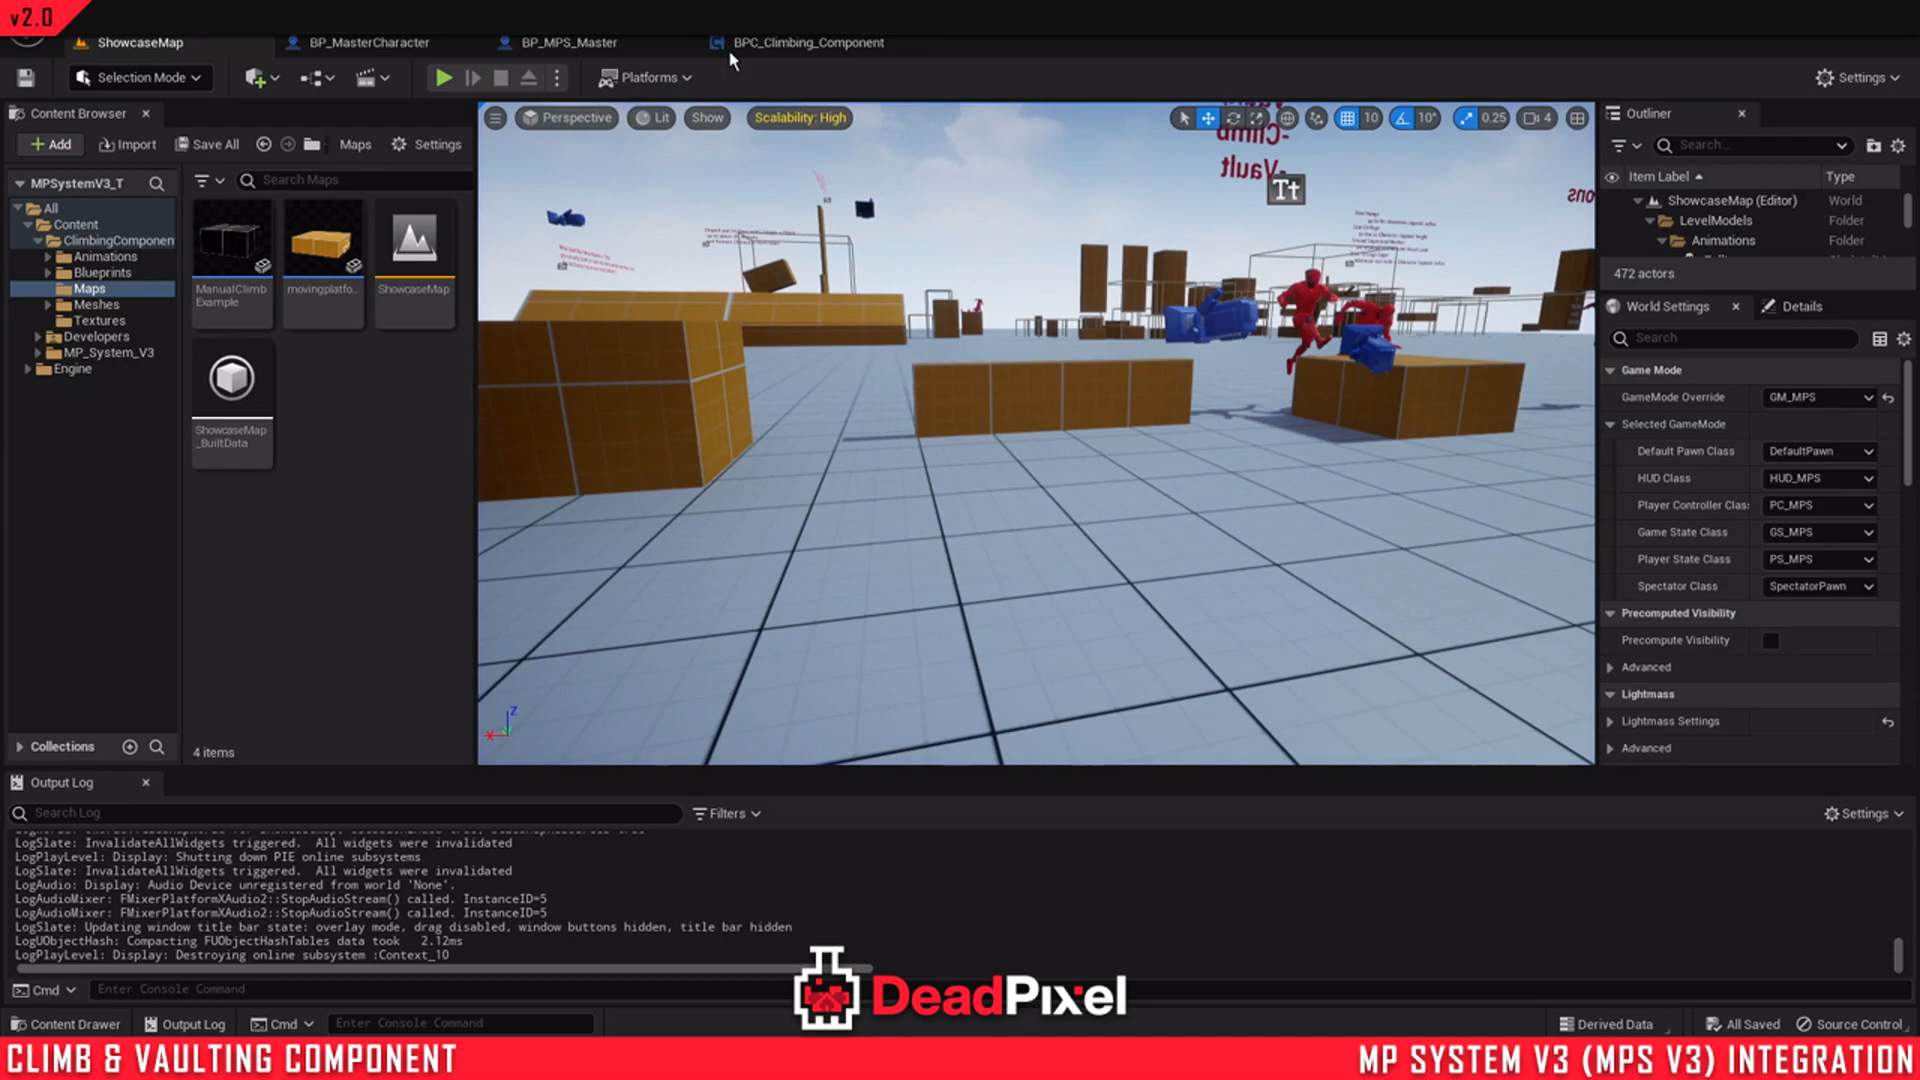 v2.0
ShowcaseMap
BP_MasterCharacter
BP_MPS_Master
BPC_Climbing_Component
Selection Mode
Platforms
Settings
Content Browser
Add
Import
Save All
Maps
Settings
MPSystemV3_T
Search Maps
All
Content
ClimbingComponen
Animations
Blueprints
Maps
Meshes
Textures
Developers
MP_System_V3
Engine
ManualClimb
Example
movingplatfo...
ShowcaseMap
ShowcaseMap
_BuiltData
Collections
4 items
Perspective
Lit
Show
Scalability: High
10
10°
0.25
4
-Climb
-Vault
Tt
Z
X
Outliner
Search...
Item Label
Type
ShowcaseMap (Editor)
World
LevelModels
Folder
Animations
Folder
472 actors
World Settings
Details
Search
Game Mode
GameMode Override
GM_MPS
Selected GameMode
Default Pawn Class
DefaultPawn
HUD Class
HUD_MPS
Player Controller Clas
PC_MPS
Game State Class
GS_MPS
Player State Class
PS_MPS
Spectator Class
SpectatorPawn
Precomputed Visibility
Precompute Visibility
Advanced
Lightmass
Lightmass Settings
Advanced
Output Log
Search Log
Filters
Settings
LogSlate: InvalidateAllWidgets triggered.  All widgets were invalidated
LogPlayLevel: Display: Shutting down PIE online subsystems
LogSlate: InvalidateAllWidgets triggered.  All widgets were invalidated
LogAudio: Display: Audio Device unregistered from world 'None'.
LogAudioMixer: FMixerPlatformXAudio2::StopAudioStream() called. InstanceID=5
LogAudioMixer: FMixerPlatformXAudio2::StopAudioStream() called. InstanceID=5
LogSlate: Updating window title bar state: overlay mode, drag disabled, window buttons hidden, title bar hidden
LogUObjectHash: Compacting FUObjectHashTables data took   2.12ms
LogPlayLevel: Display: Destroying online subsystem :Context_10
Cmd
Enter Console Command
DeadPixel
Content Drawer
Output Log
Cmd
Enter Console Command
Derived Data
All Saved
Source Control
CLIMB & VAULTING COMPONENT
MP SYSTEM V3 (MPS V3) INTEGRATION